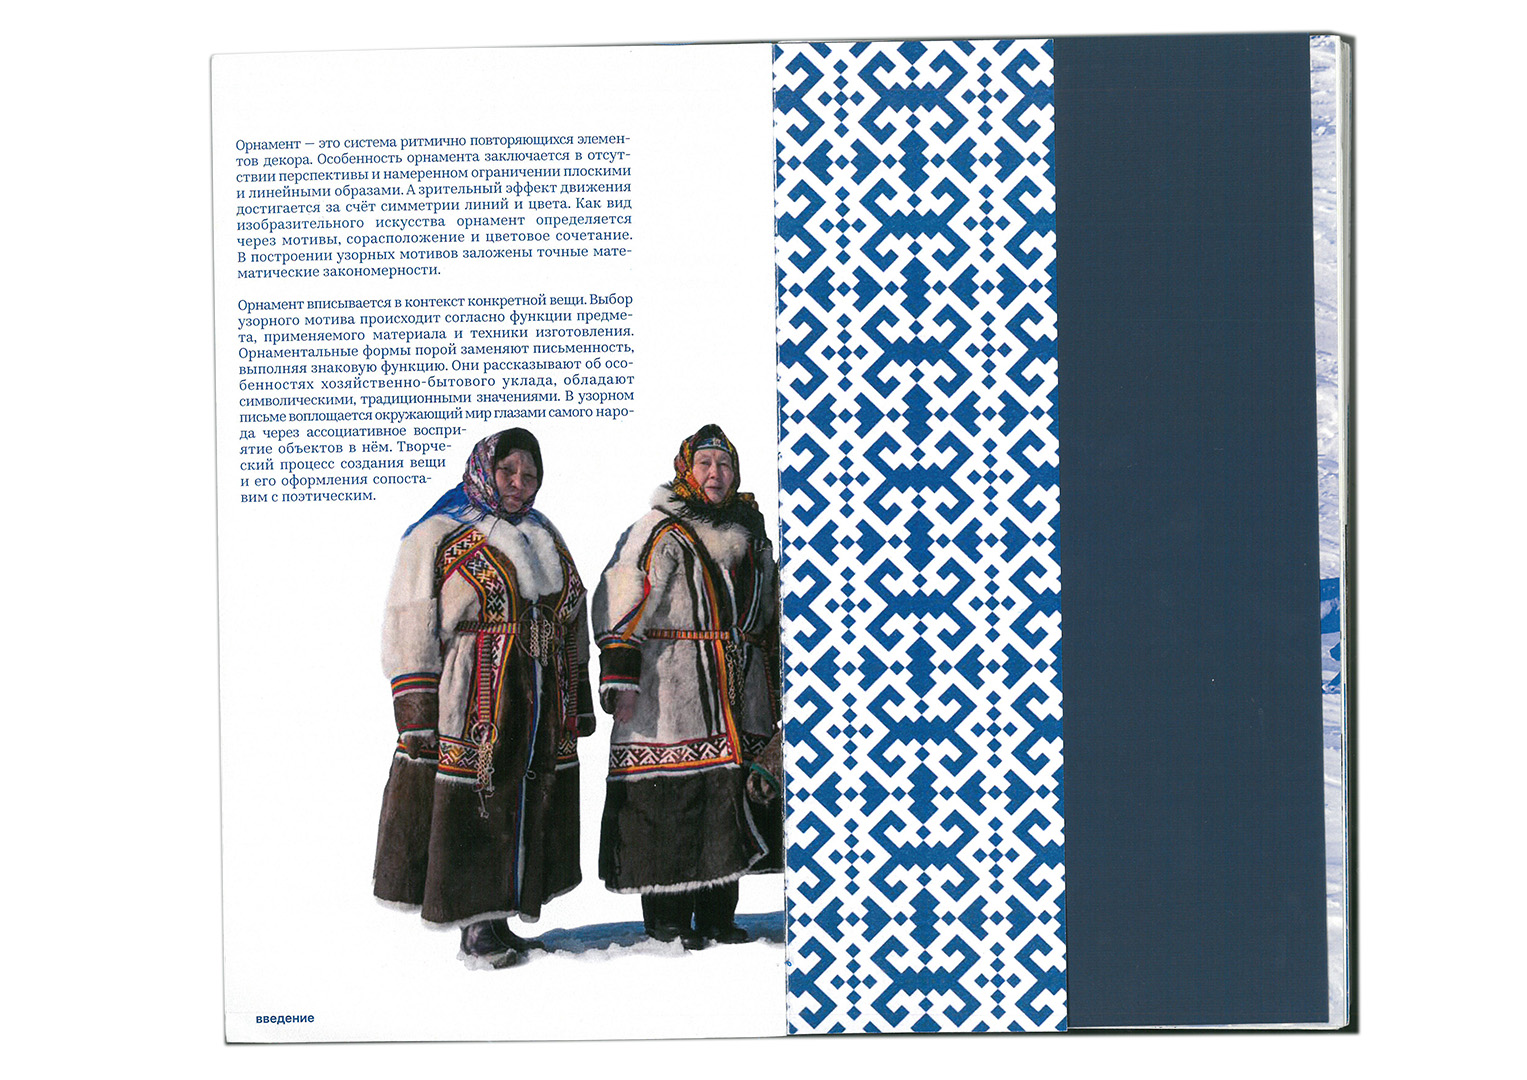 Орнамент — это система ритмично повторяющихся элемен-
тов декора. Особенность орнамента заключается в отсут-
ствии перспективы и намеренном ограничении плоскими
и линейными образами. А зрительный эффект движения
достигается за счёт симметрии линий и цвета. Как вид
изобразительного искусства орнамент определяется
через мотивы, сорасположение и цветовое сочетание.
В построении узорных мотивов заложены точные мате-
матические закономерности.
Орнамент вписывается в контекст конкретной вещи. Выбор
узорного мотива происходит согласно функции предме-
та, применяемого материала и техники изготовления.
Орнаментальные формы порой заменяют письменность,
выполняя знаковую функцию. Они рассказывают об осо-
бенностях хозяйственно-бытового уклада, обладают
символическими, традиционными значениями. В узорном
письме воплощается окружающий мир глазами самого наро-
да через ассоциативное воспри-
ятие объектов в нём. Творче-
ский процесс создания вещи
и его оформления сопоста-
вим с поэтическим.
введение